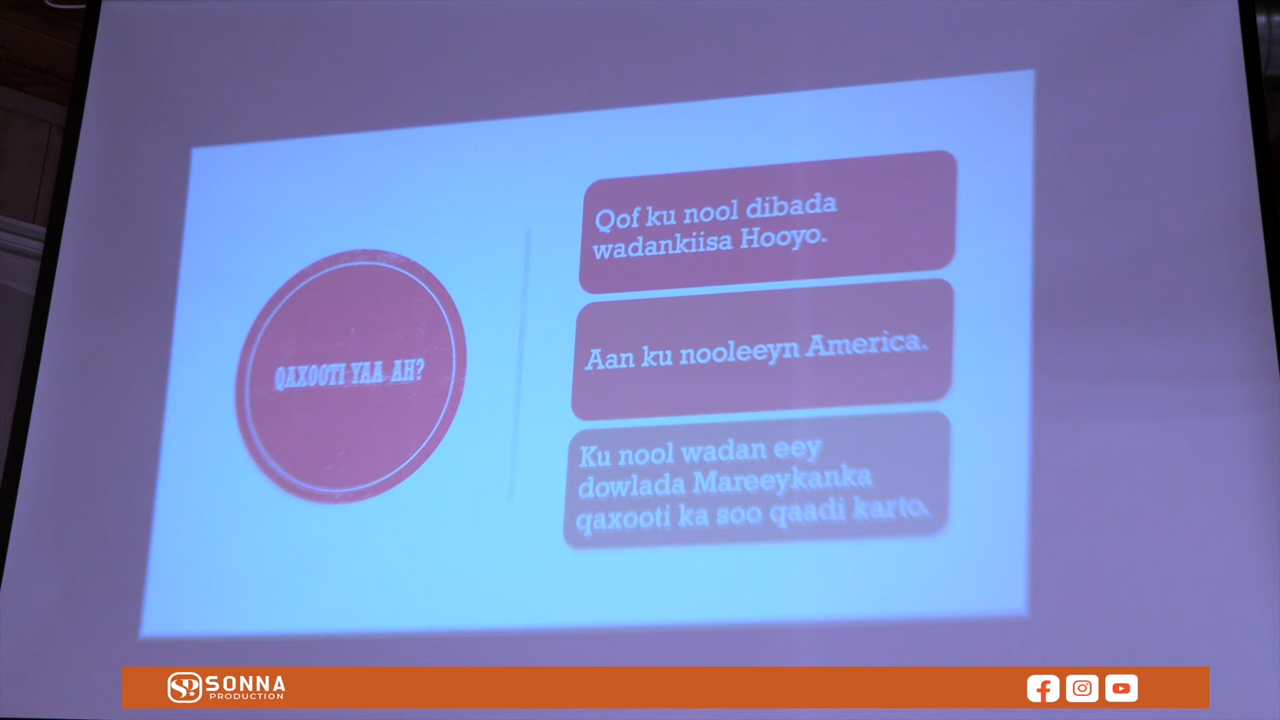 QAXOOTI YAA AH?
Qof ku nool dibada
wadankiisa Hooyo.
Aan ku nooleeyn America.
Ku nool wadan eey
dowlada Mareeykanka
qaxooti ka soo qaadi karto.
SP SONNA
PRODUCTION